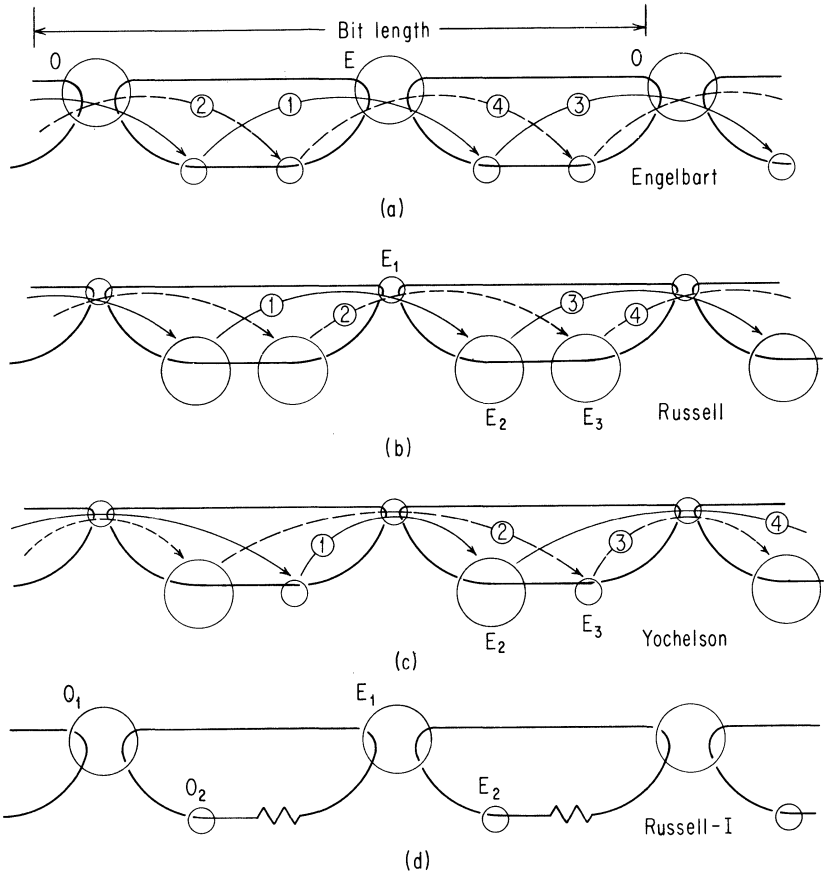 Bit length
O E O
② ① ④ ③
Engelbart
(a)
E₁
① ② ③ ④
E₂ E₃ Russell
(b)
① ② ③ ④
E₂ E₃ Yochelson
(c)
O₁ E₁
O₂ E₂
Russell-I
(d)